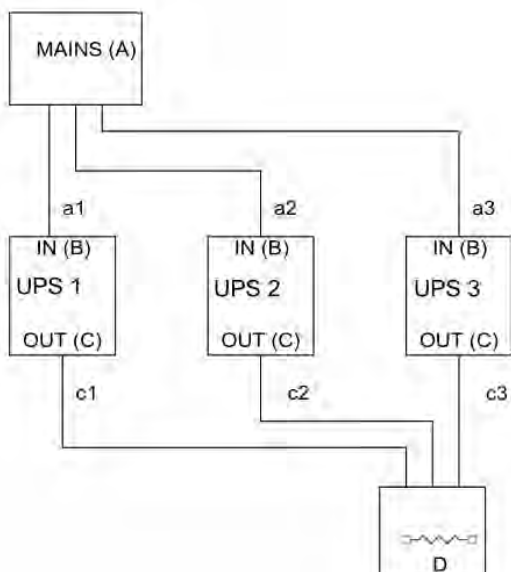 MAINS (A)
a1
a2
a3
IN (B)
UPS 1
OUT (C)
IN (B)
UPS 2
OUT (C)
IN (B)
UPS 3
OUT (C)
c1
c2
c3
D